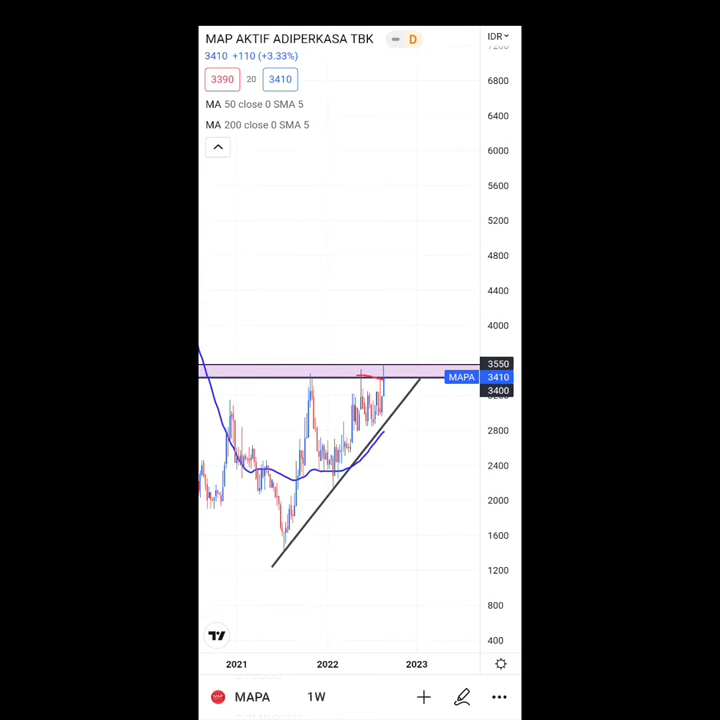 MAP AKTIF ADIPERKASA TBK D IDR
3410 +110 (+3.33%)
3390 20 3410
MA 50 close 0 SMA 5
MA 200 close 0 SMA 5
7200
6800
6400
6000
5600
5200
4800
4400
4000
3550
MAPA 3410
3400
3200
2800
2400
2000
1600
1200
800
400
2021 2022 2023
MAPA 1W